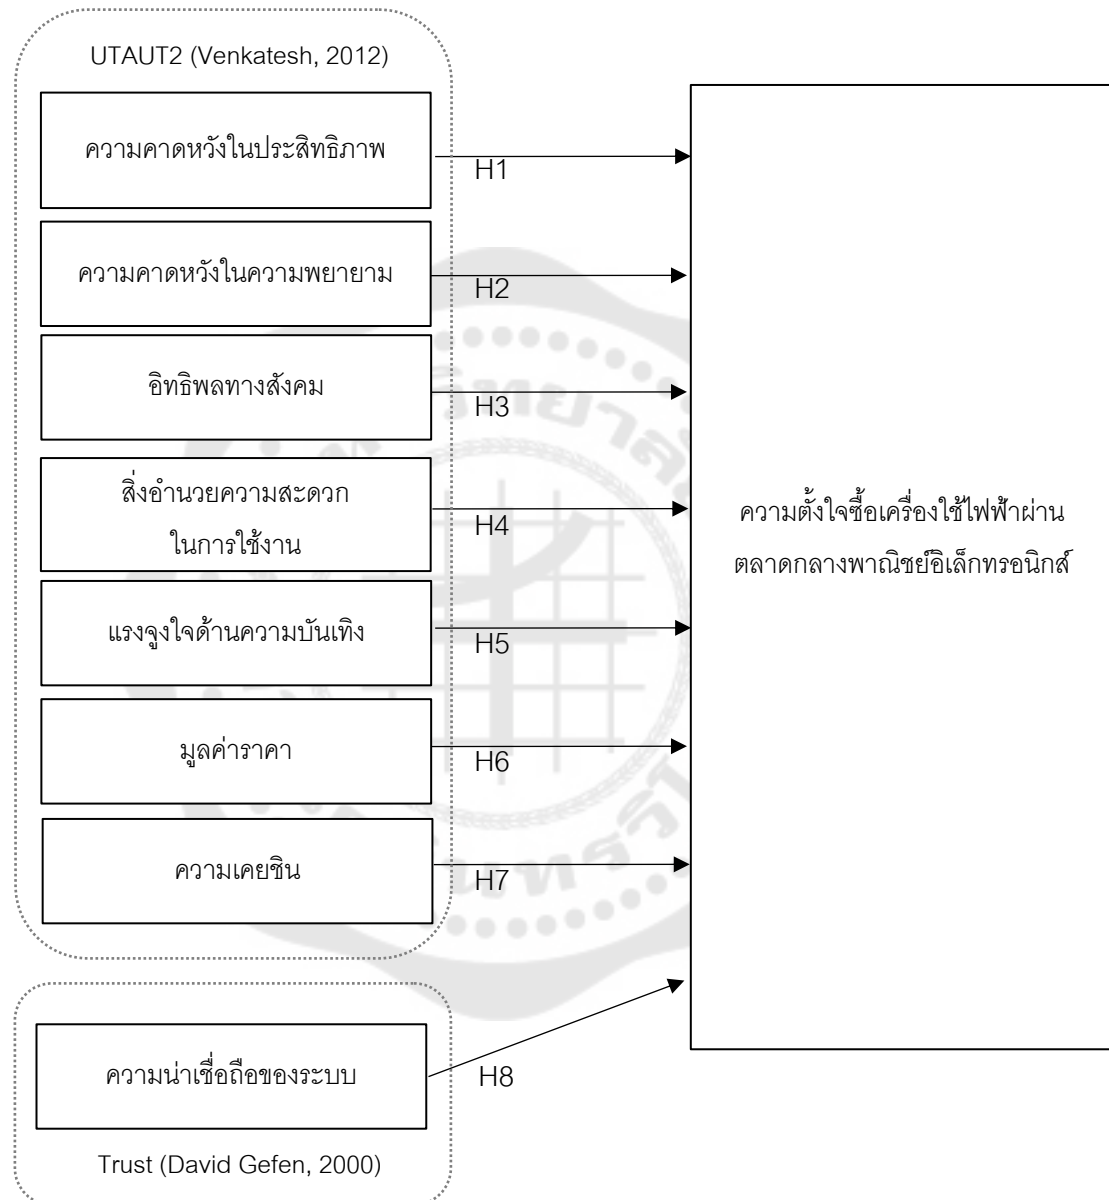 UTAUT2 (Venkatesh, 2012)
ความคาดหวังในประสิทธิภาพ
H1
ความคาดหวังในความพยายาม
H2
อิทธิพลทางสังคม
H3
สิ่งอำนวยความสะดวก
ในการใช้งาน
H4
แรงจูงใจด้านความบันเทิง
H5
มูลค่าราคา
H6
ความเคยชิน
H7
ความตั้งใจซื้อเครื่องใช้ไฟฟ้าผ่าน
ตลาดกลางพาณิชย์อิเล็กทรอนิกส์
ความน่าเชื่อถือของระบบ
H8
Trust (David Gefen, 2000)